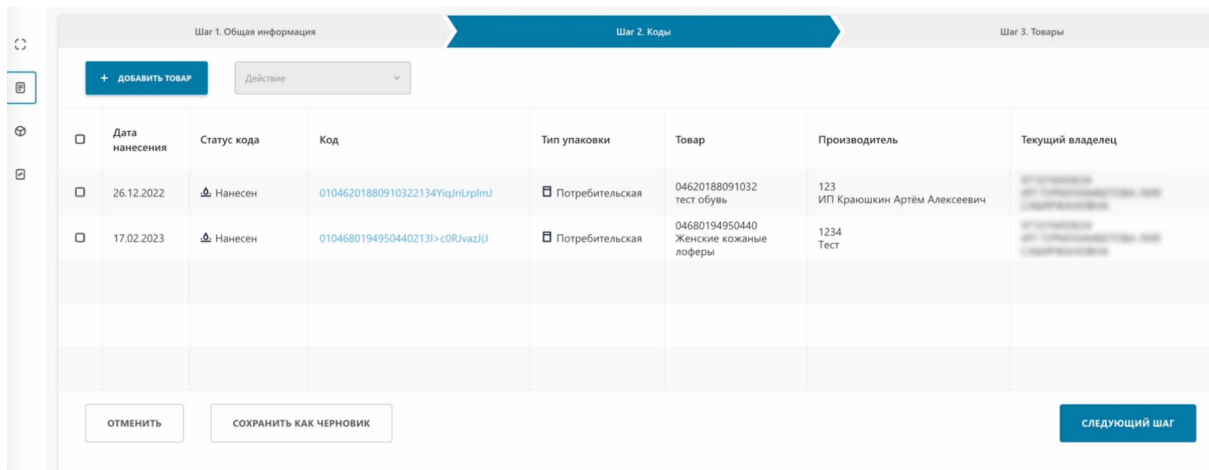 Шаг 1. Общая информация
Шаг 2. Коды
Шаг 3. Товары
+ ДОБАВИТЬ ТОВАР
Действие
Дата нанесения
Статус кода
Код
Тип упаковки
Товар
Производитель
Текущий владелец
26.12.2022
Нанесен
01046201880910322134YiqJnLrpImJ
Потребительская
04620188091032
тест обувь
123
ИП Краюшкин Артём Алексеевич
17.02.2023
Нанесен
0104680194950440213I>c0RJvazJ(J
Потребительская
04680194950440
Женские кожаные
лоферы
1234
Тест
ОТМЕНИТЬ
СОХРАНИТЬ КАК ЧЕРНОВИК
СЛЕДУЮЩИЙ ШАГ